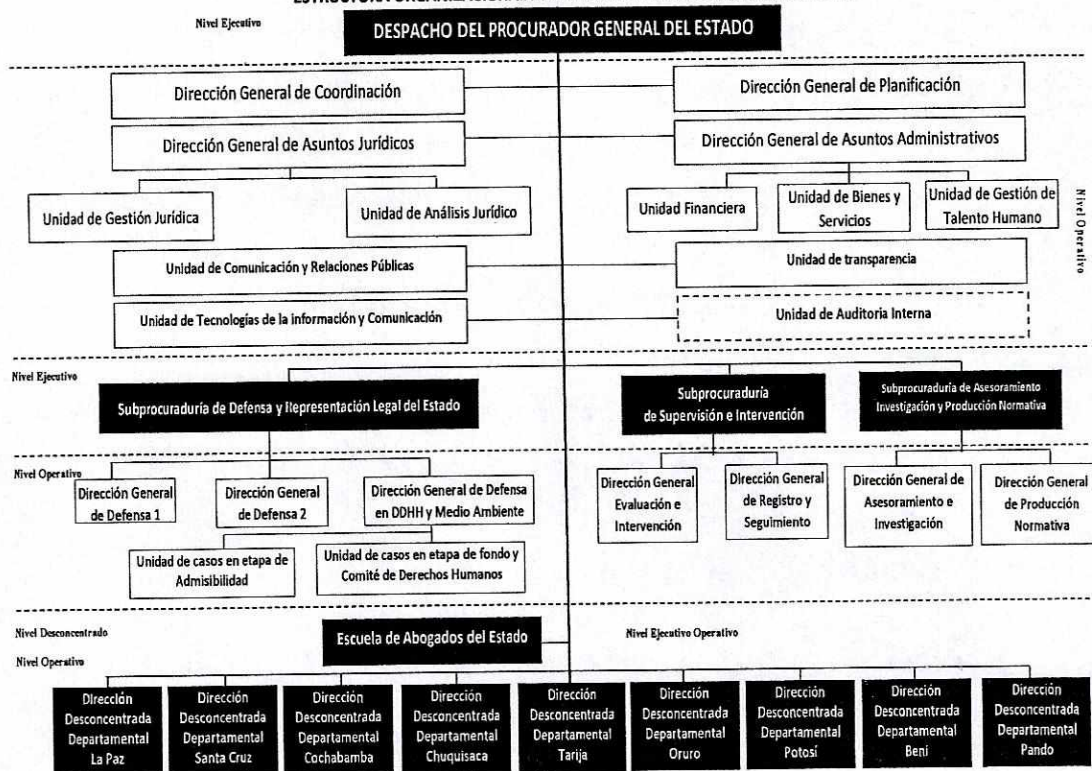 Nivel Ejecutivo
DESPACHO DEL PROCURADOR GENERAL DEL ESTADO
Dirección General de Coordinación
Dirección General de Planificación
Dirección General de Asuntos Jurídicos
Dirección General de Asuntos Administrativos
Unidad de Gestión Jurídica
Unidad de Análisis Jurídico
Unidad Financiera
Unidad de Bienes y
Servicios
Unidad de Gestión de
Talento Humano
Nivel Operativo
Unidad de Comunicación y Relaciones Públicas
Unidad de transparencia
Unidad de Tecnologías de la información y Comunicación
Unidad de Auditoria Interna
Nivel Ejecutivo
Subprocuraduría de Defensa y Representación Legal del Estado
Subprocuraduría
de Supervisión e Intervención
Subprocuraduría de Asesoramiento
Investigación y Producción Normativa
Nivel Operativo
Dirección General
de Defensa 1
Dirección General
de Defensa 2
Dirección General de Defensa
en DDHH y Medio Ambiente
Dirección General
Evaluación e
Intervención
Dirección General
de Registro y
Seguimiento
Dirección General de
Asesoramiento e
Investigación
Dirección General
de Producción
Normativa
Unidad de casos en etapa de
Admisibilidad
Unidad de casos en etapa de fondo y
Comité de Derechos Humanos
Nivel Desconcentrado
Escuela de Abogados del Estado
Nivel Ejecutivo Operativo
Nivel Operativo
Dirección
Desconcentrada
Departamental
La Paz
Dirección
Desconcentrada
Departamental
Santa Cruz
Dirección
Desconcentrada
Departamental
Cochabamba
Dirección
Desconcentrada
Departamental
Chuquisaca
Dirección
Desconcentrada
Departamental
Tarija
Dirección
Desconcentrada
Departamental
Oruro
Dirección
Desconcentrada
Departamental
Potosí
Dirección
Desconcentrada
Departamental
Beni
Dirección
Desconcentrada
Departamental
Pando